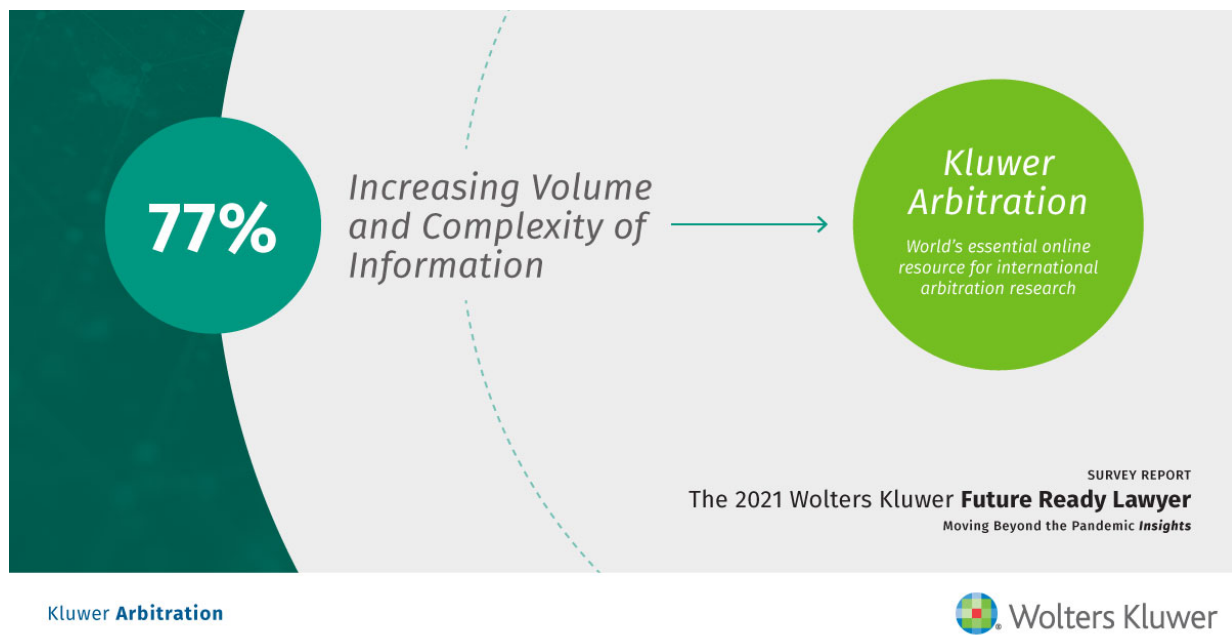 77%
Increasing Volume
and Complexity of
Information
Kluwer
Arbitration
World's essential online
resource for international
arbitration research
SURVEY REPORT
The 2021 Wolters Kluwer Future Ready Lawyer
Moving Beyond the Pandemic Insights
Kluwer Arbitration
Wolters Kluwer